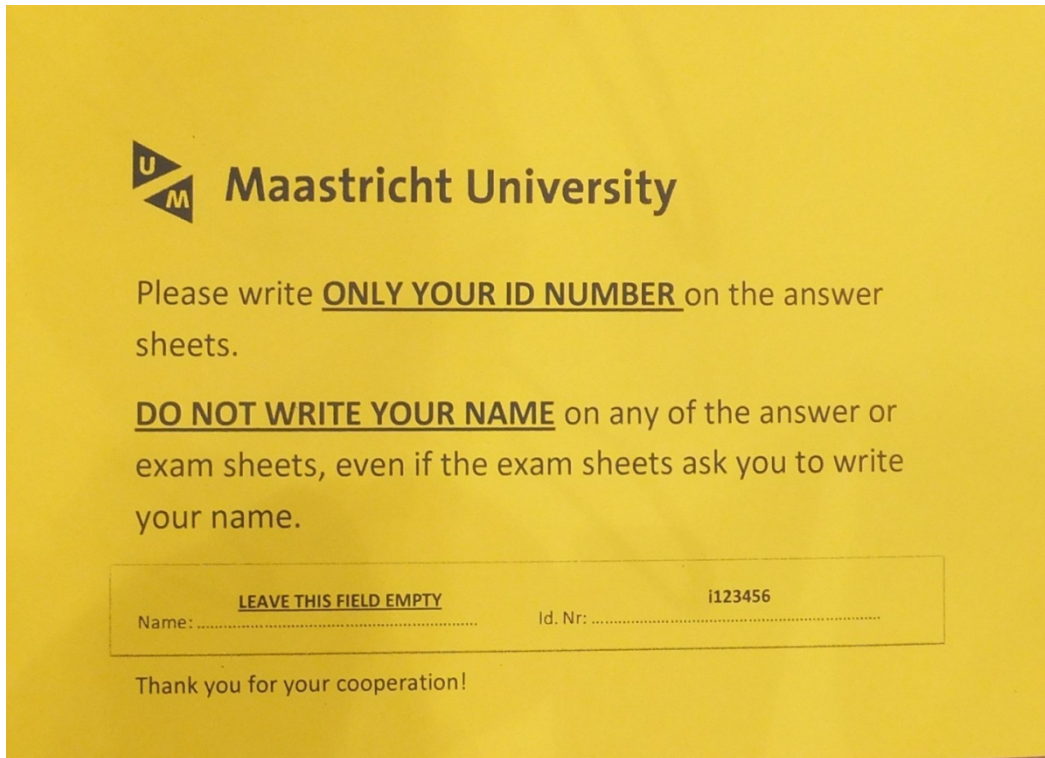 U
M
Maastricht University
Please write ONLY YOUR ID NUMBER on the answer
sheets.
DO NOT WRITE YOUR NAME on any of the answer or
exam sheets, even if the exam sheets ask you to write
your name.
LEAVE THIS FIELD EMPTY i123456
Name: Id. Nr:
Thank you for your cooperation!